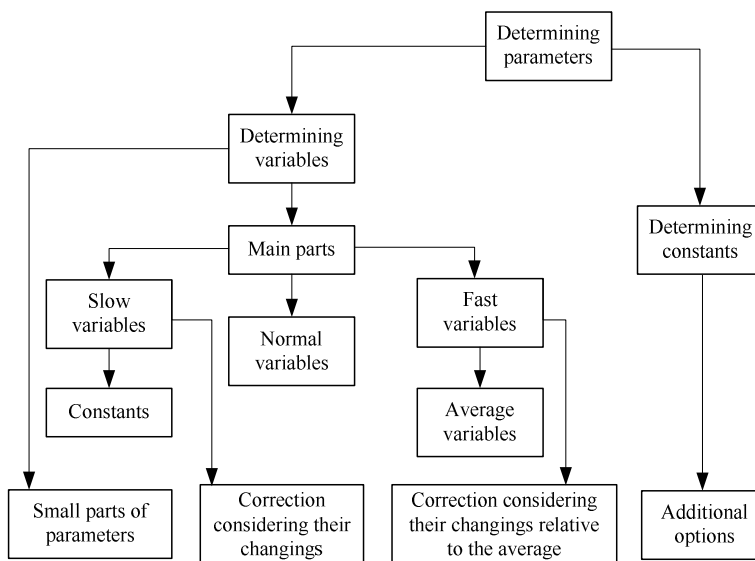 Determining
parameters
Determining
variables
Main parts
Determining
constants
Slow
variables
Normal
variables
Fast
variables
Constants
Average
variables
Small parts of
parameters
Correction
considering their
changings
Correction considering
their changings relative
to the average
Additional
options